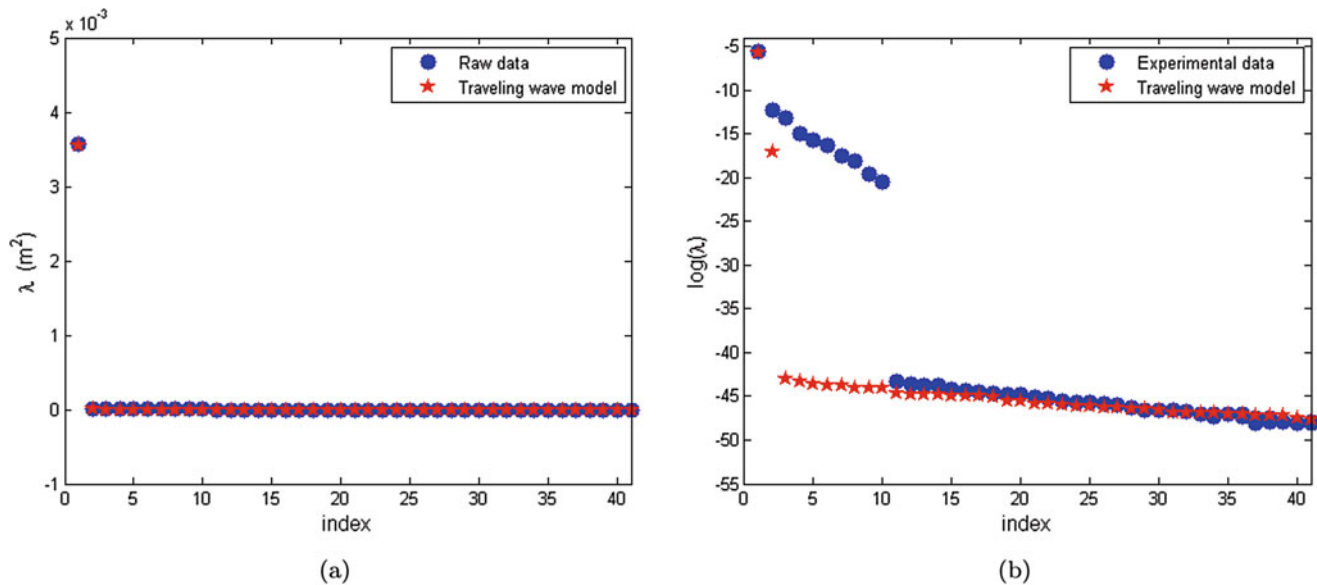 x 10⁻³
5
4
3
2
1
0
-1
λ (m²)
0 5 10 15 20 25 30 35 40
index
Raw data
Traveling wave model
(a)
-5
-10
-15
-20
-25
-30
-35
-40
-45
-50
-55
log(λ)
0 5 10 15 20 25 30 35 40
index
Experimental data
Traveling wave model
(b)